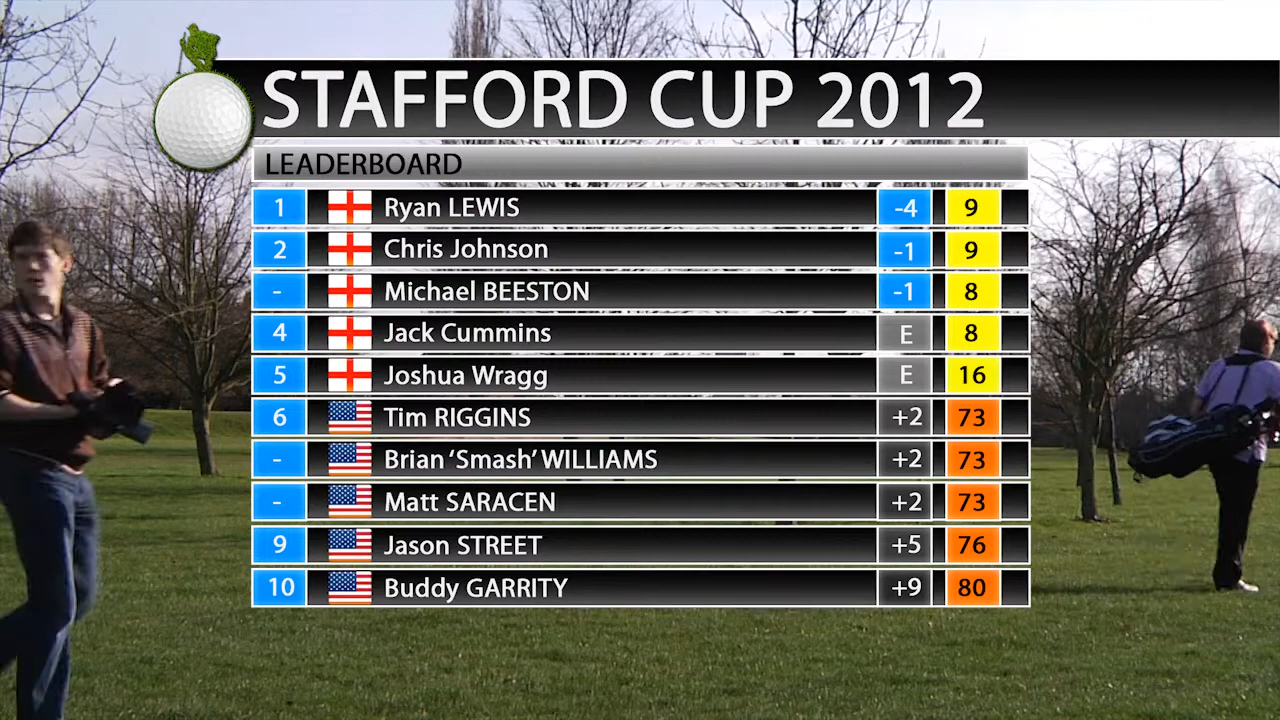 STAFFORD CUP 2012
LEADERBOARD
1 Ryan LEWIS -4 9
2 Chris Johnson -1 9
- Michael BEESTON -1 8
4 Jack Cummins E 8
5 Joshua Wragg E 16
6 Tim RIGGINS +2 73
- Brian ‘Smash’ WILLIAMS +2 73
- Matt SARACEN +2 73
9 Jason STREET +5 76
10 Buddy GARRITY +9 80